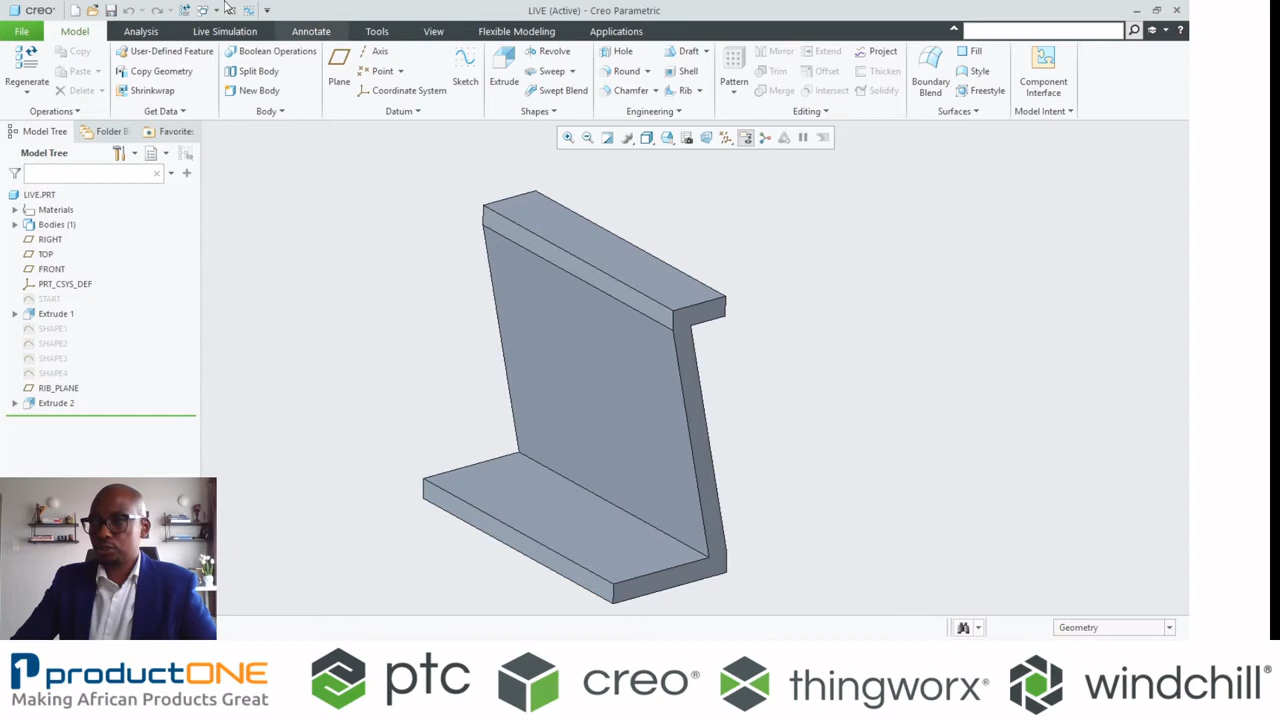 creo
LIVE (Active) - Creo Parametric
File Model Analysis Live Simulation Annotate Tools View Flexible Modeling Applications
Regenerate
Copy
Paste
Delete
Operations
User-Defined Feature
Copy Geometry
Shrinkwrap
Get Data
Boolean Operations
Split Body
New Body
Body
Plane
Axis
Point
Coordinate System
Sketch
Datum
Extrude
Revolve
Sweep
Swept Blend
Shapes
Hole
Round
Chamfer
Draft
Shell
Rib
Engineering
Pattern
Mirror
Trim
Merge
Extend
Offset
Intersect
Project
Thicken
Solidify
Editing
Boundary
Blend
Fill
Style
Freestyle
Surfaces
Component
Interface
Model Intent
Model Tree Folder B Favorite
Model Tree
LIVE.PRT
Materials
Bodies (1)
RIGHT
TOP
FRONT
PRT_CSYS_DEF
START
Extrude 1
SHAPE1
SHAPE2
SHAPE3
SHAPE4
RIB_PLANE
Extrude 2
Geometry
productONE
Making African Products Great
ptc
creo®
thingworx®
windchill®